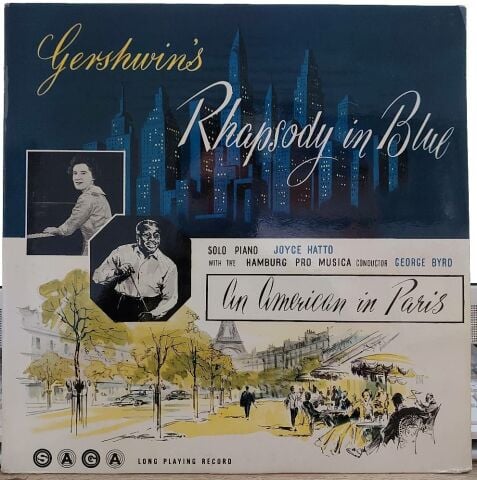 Gershwin's
Rhapsody in Blue
SOLO PIANO JOYCE HATTO
WITH THE HAMBURG PRO MUSICA CONDUCTOR GEORGE BYRD
An American in Paris
SAGA LONG PLAYING RECORD